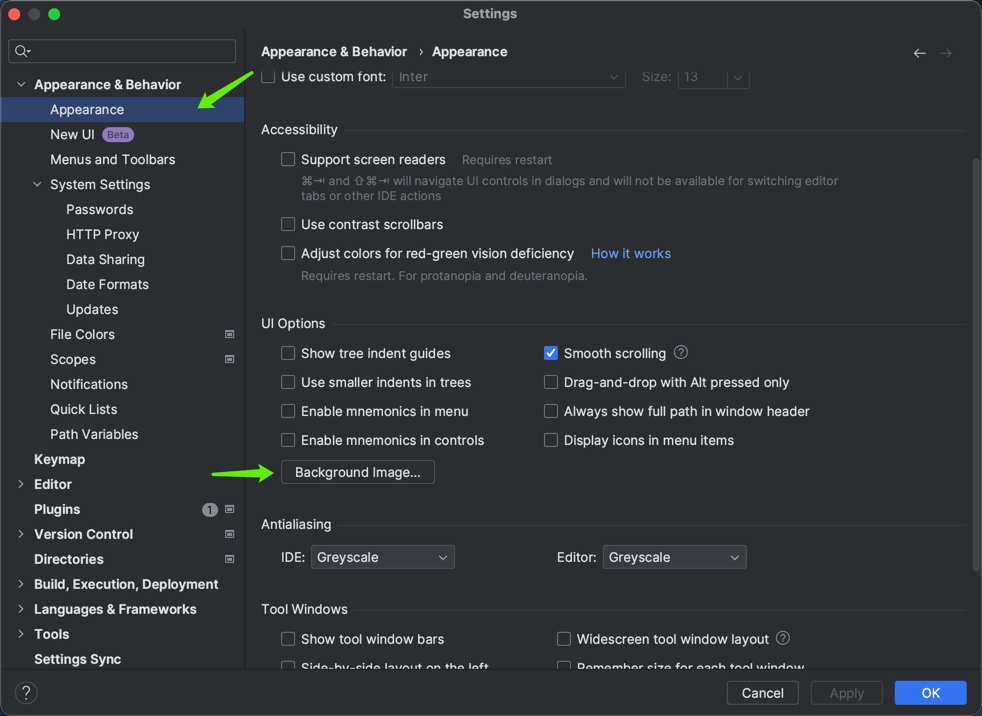 Settings
Appearance & Behavior
Appearance
New UI Beta
Menus and Toolbars
System Settings
Passwords
HTTP Proxy
Data Sharing
Date Formats
Updates
File Colors
Scopes
Notifications
Quick Lists
Path Variables
Keymap
Editor
Plugins 1
Version Control
Directories
Build, Execution, Deployment
Languages & Frameworks
Tools
Settings Sync
Appearance & Behavior › Appearance
Use custom font: Inter Size: 13
Accessibility
Support screen readers Requires restart
⌘⇥ and ⇧⌘⇥ will navigate UI controls in dialogs and will not be available for switching editor
tabs or other IDE actions
Use contrast scrollbars
Adjust colors for red-green vision deficiency How it works
Requires restart. For protanopia and deuteranopia.
UI Options
Show tree indent guides Smooth scrolling ?
Use smaller indents in trees Drag-and-drop with Alt pressed only
Enable mnemonics in menu Always show full path in window header
Enable mnemonics in controls Display icons in menu items
Background Image...
Antialiasing
IDE: Greyscale Editor: Greyscale
Tool Windows
Show tool window bars Widescreen tool window layout ?
Side-by-side layout on the left Remember size for each tool window
? Cancel Apply OK